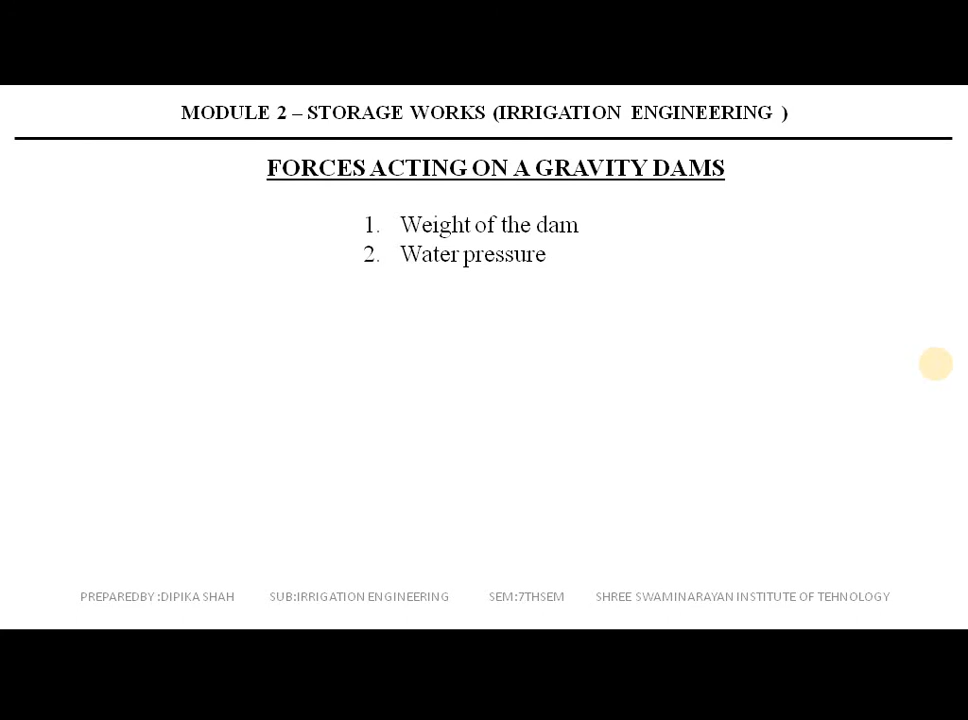 MODULE 2 – STORAGE WORKS (IRRIGATION ENGINEERING )
FORCES ACTING ON A GRAVITY DAMS
1. Weight of the dam
2. Water pressure
PREPAREDBY :DIPIKA SHAH SUB:IRRIGATION ENGINEERING SEM:7THSEM SHREE SWAMINARAYAN INSTITUTE OF TEHNOLOGY